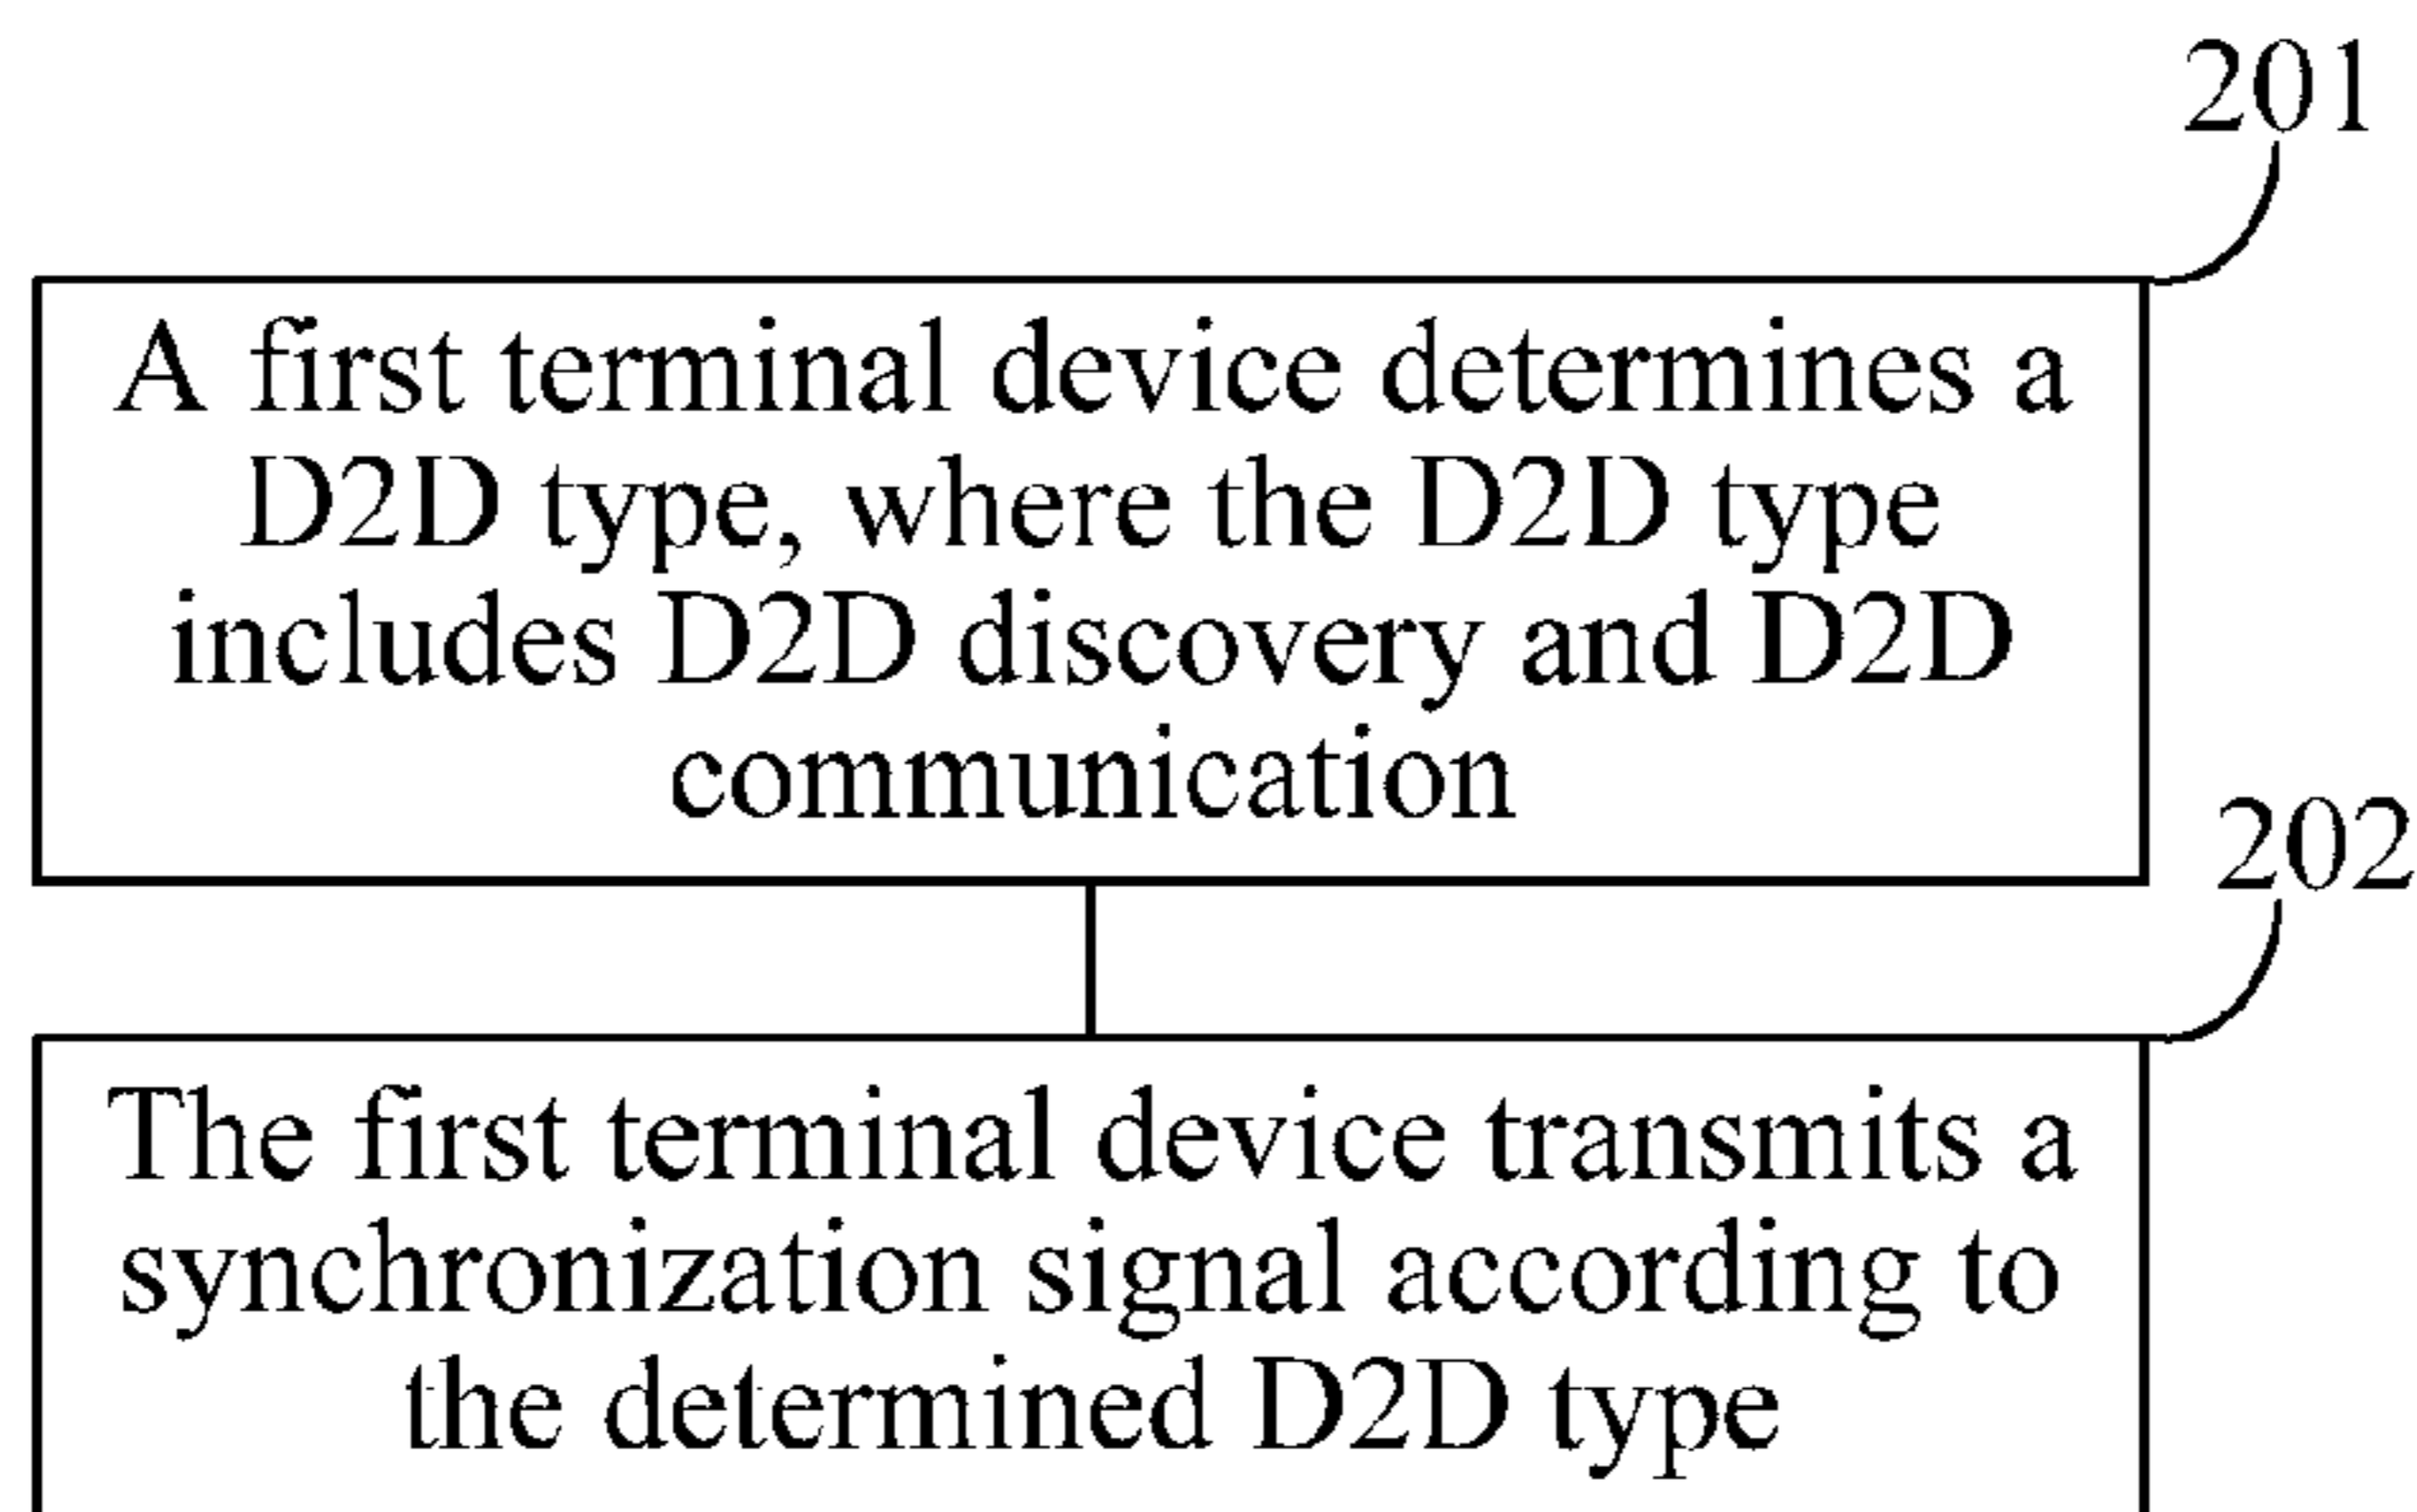 201
A first terminal device determines a
D2D type, where the D2D type
includes D2D discovery and D2D
communication
202
The first terminal device transmits a
synchronization signal according to
the determined D2D type